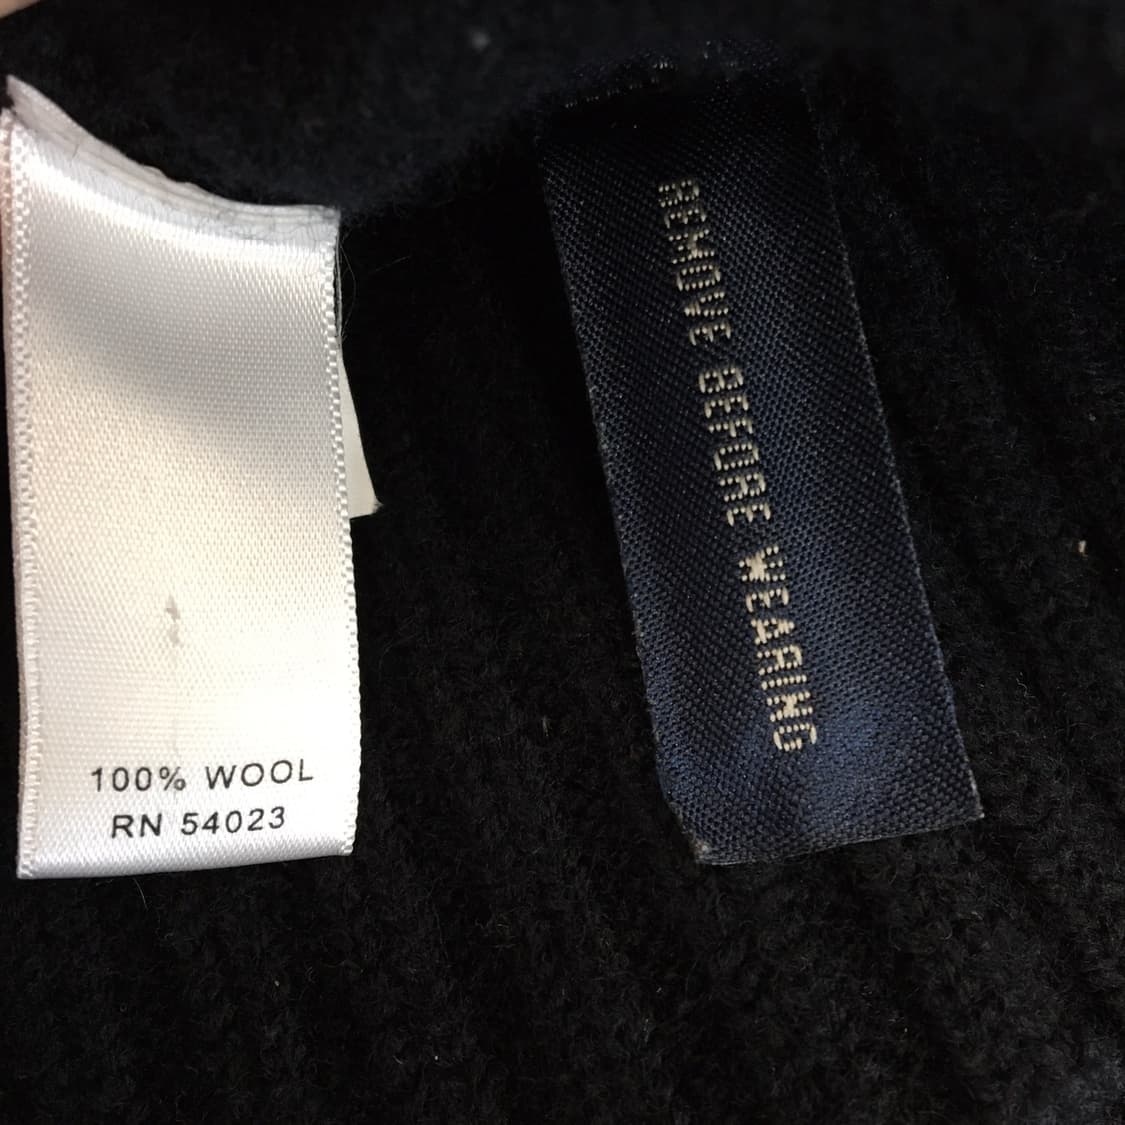 100% WOOL
RN 54023
REMOVE BEFORE WEARING